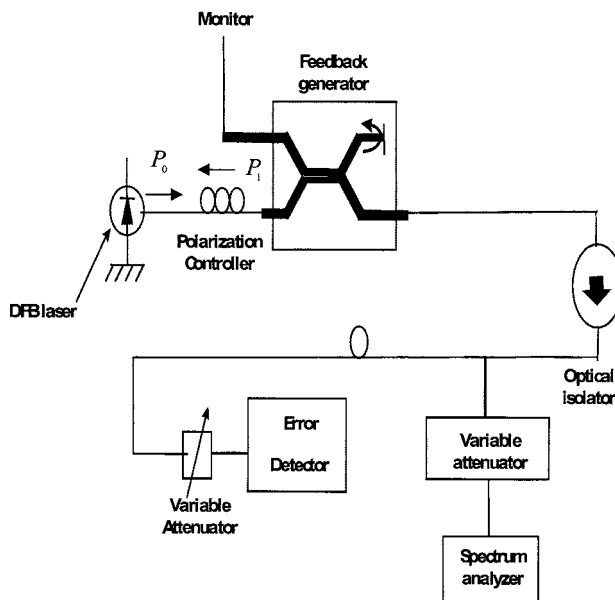 Monitor
Feedback
generator
P₀
P₁
Polarization
Controller
DFB laser
Optical
isolator
Error
Detector
Variable
Attenuator
Variable
attenuator
Spectrum
analyzer